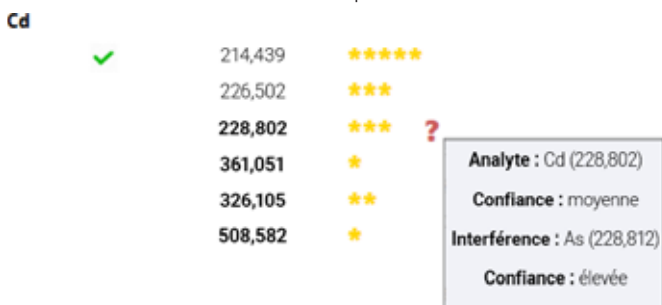 Cd
214,439 *****
226,502 ***
228,802 *** ?
361,051 *
326,105 **
508,582 *
Analyte : Cd (228,802)
Confiance : moyenne
Interférence : As (228,812)
Confiance : élevée